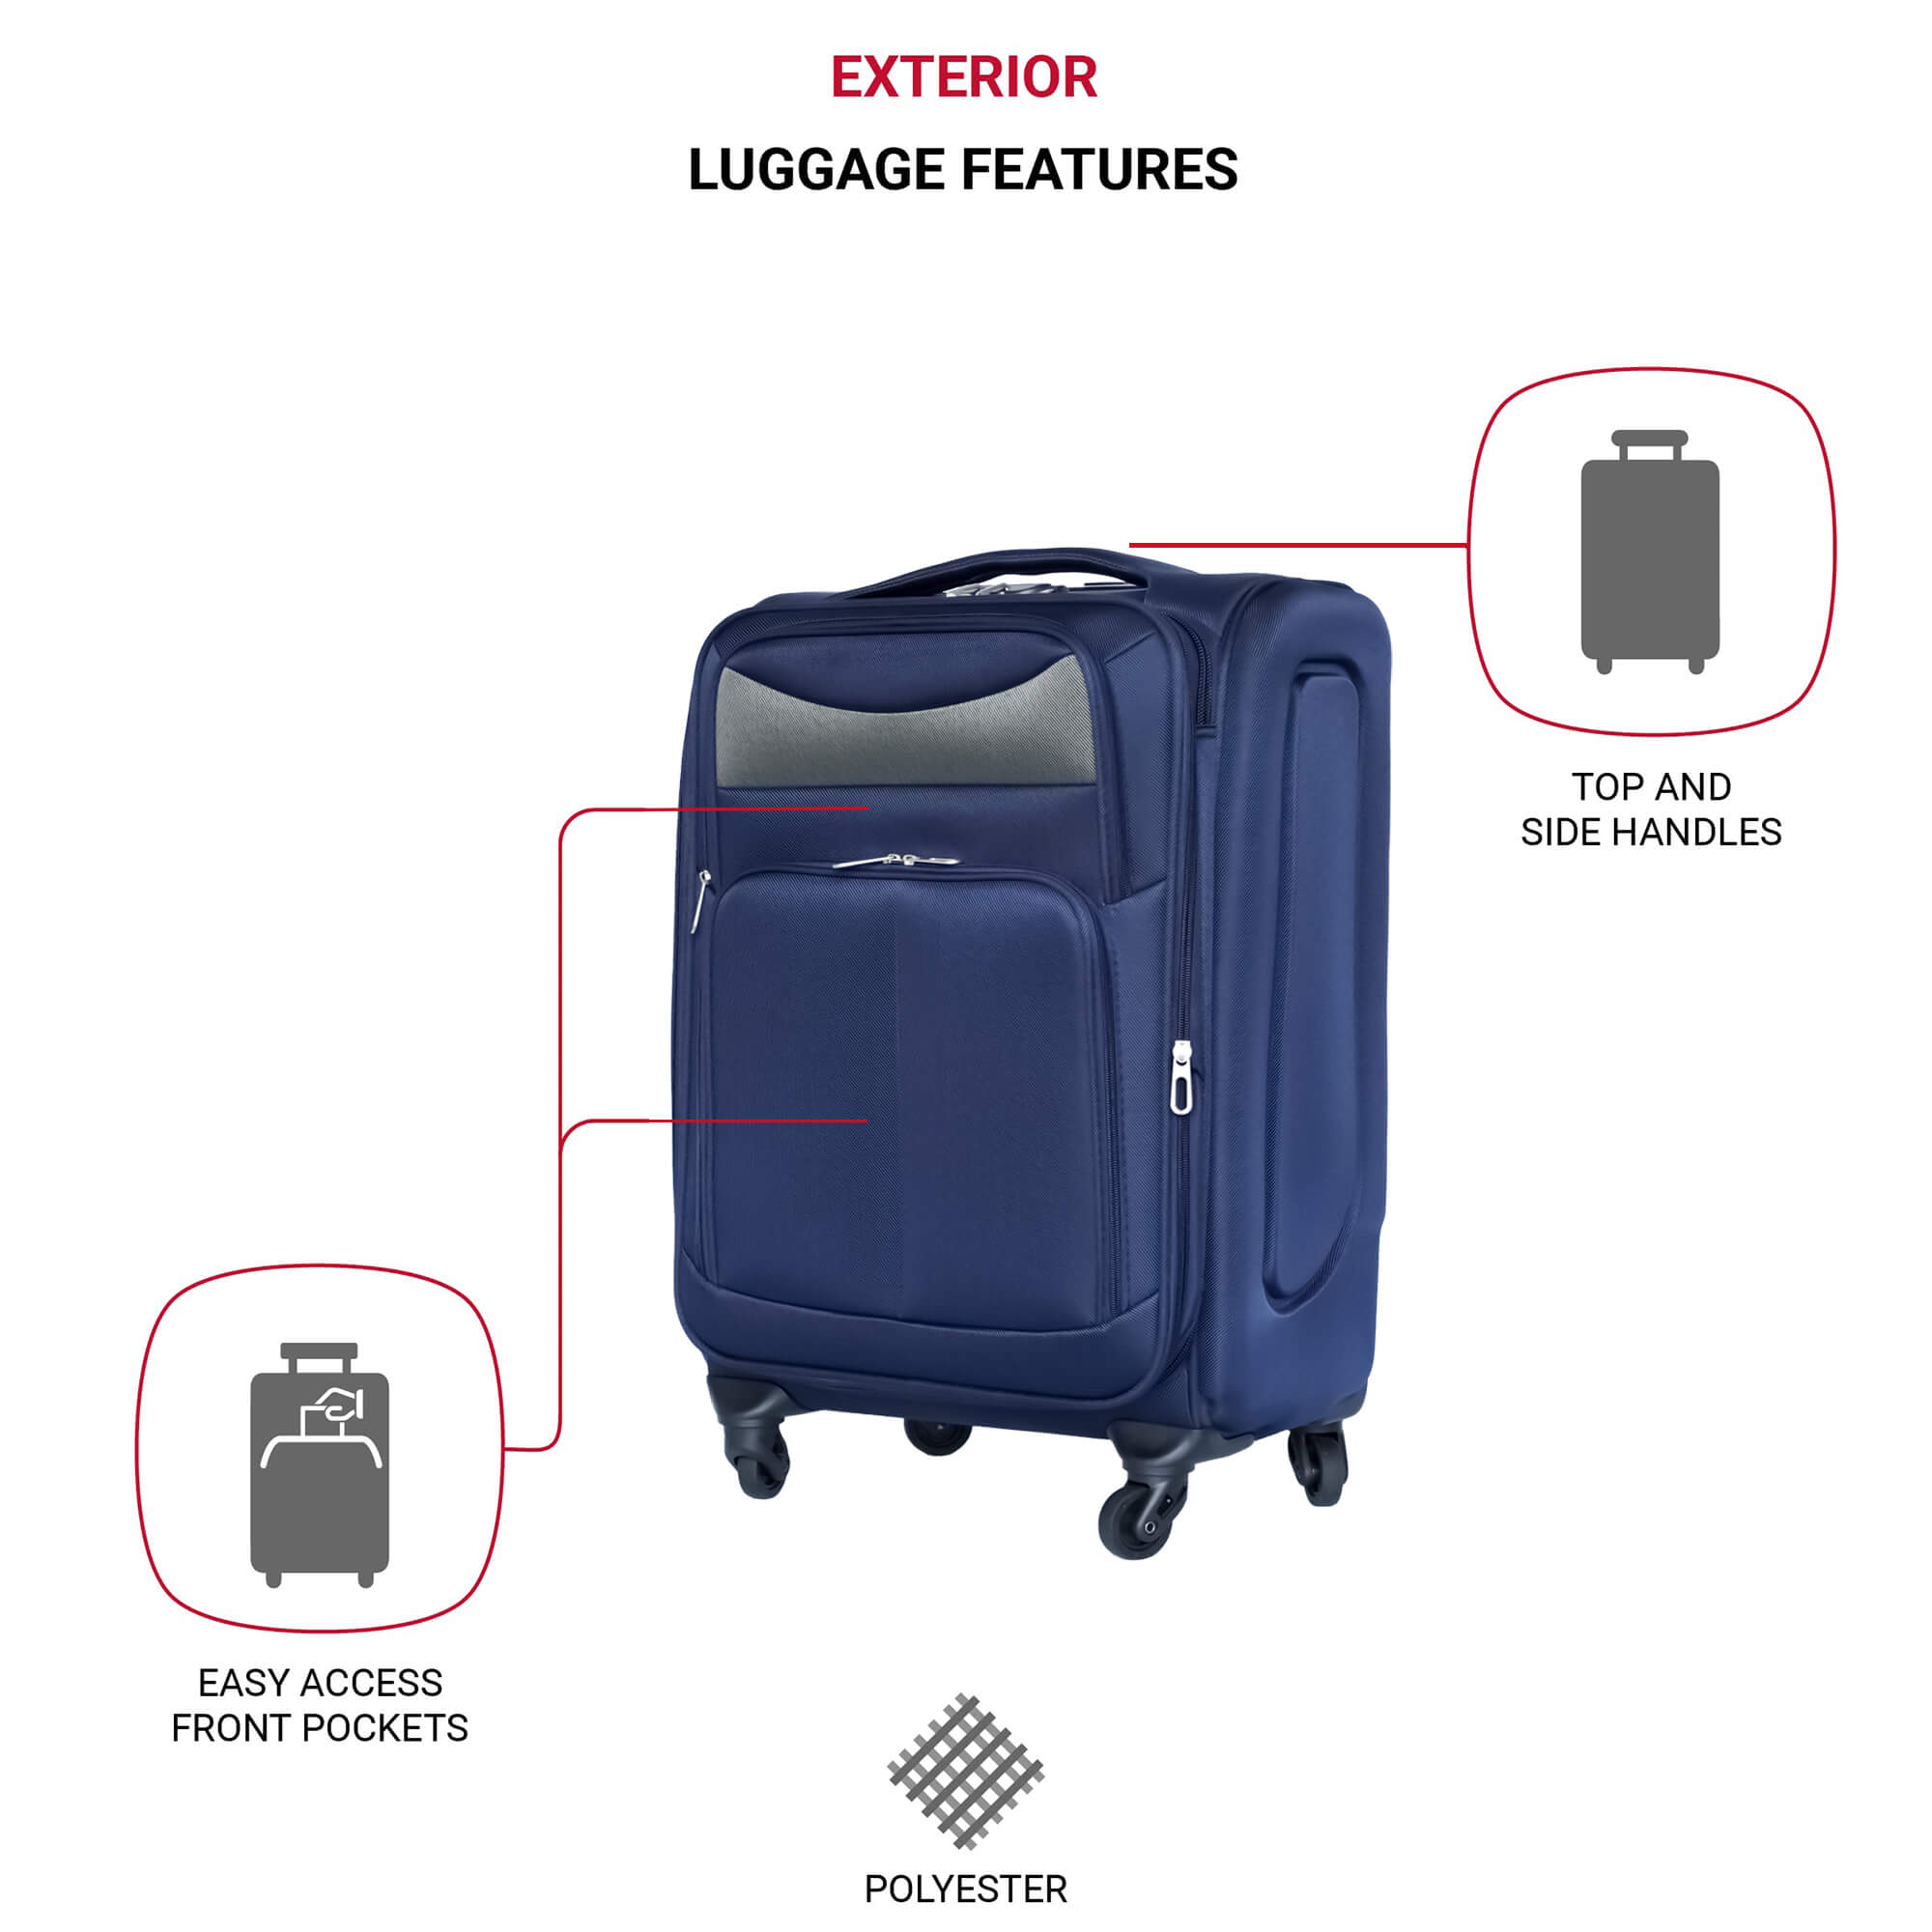 EXTERIOR
LUGGAGE FEATURES
TOP AND
SIDE HANDLES
EASY ACCESS
FRONT POCKETS
POLYESTER